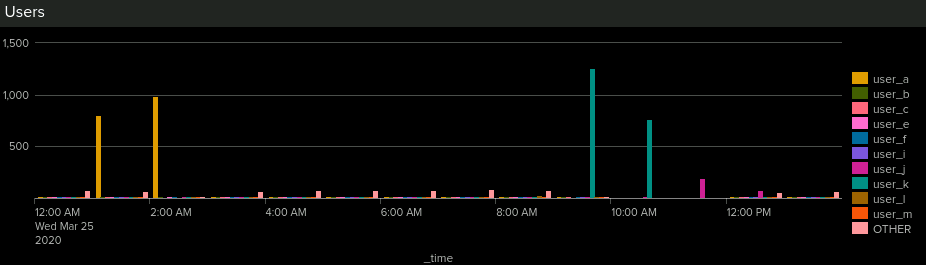 Users
1,500
1,000
500
12:00 AM 2:00 AM 4:00 AM 6:00 AM 8:00 AM 10:00 AM 12:00 PM
Wed Mar 25
2020
_time
user_a
user_b
user_c
user_e
user_f
user_i
user_j
user_k
user_l
user_m
OTHER